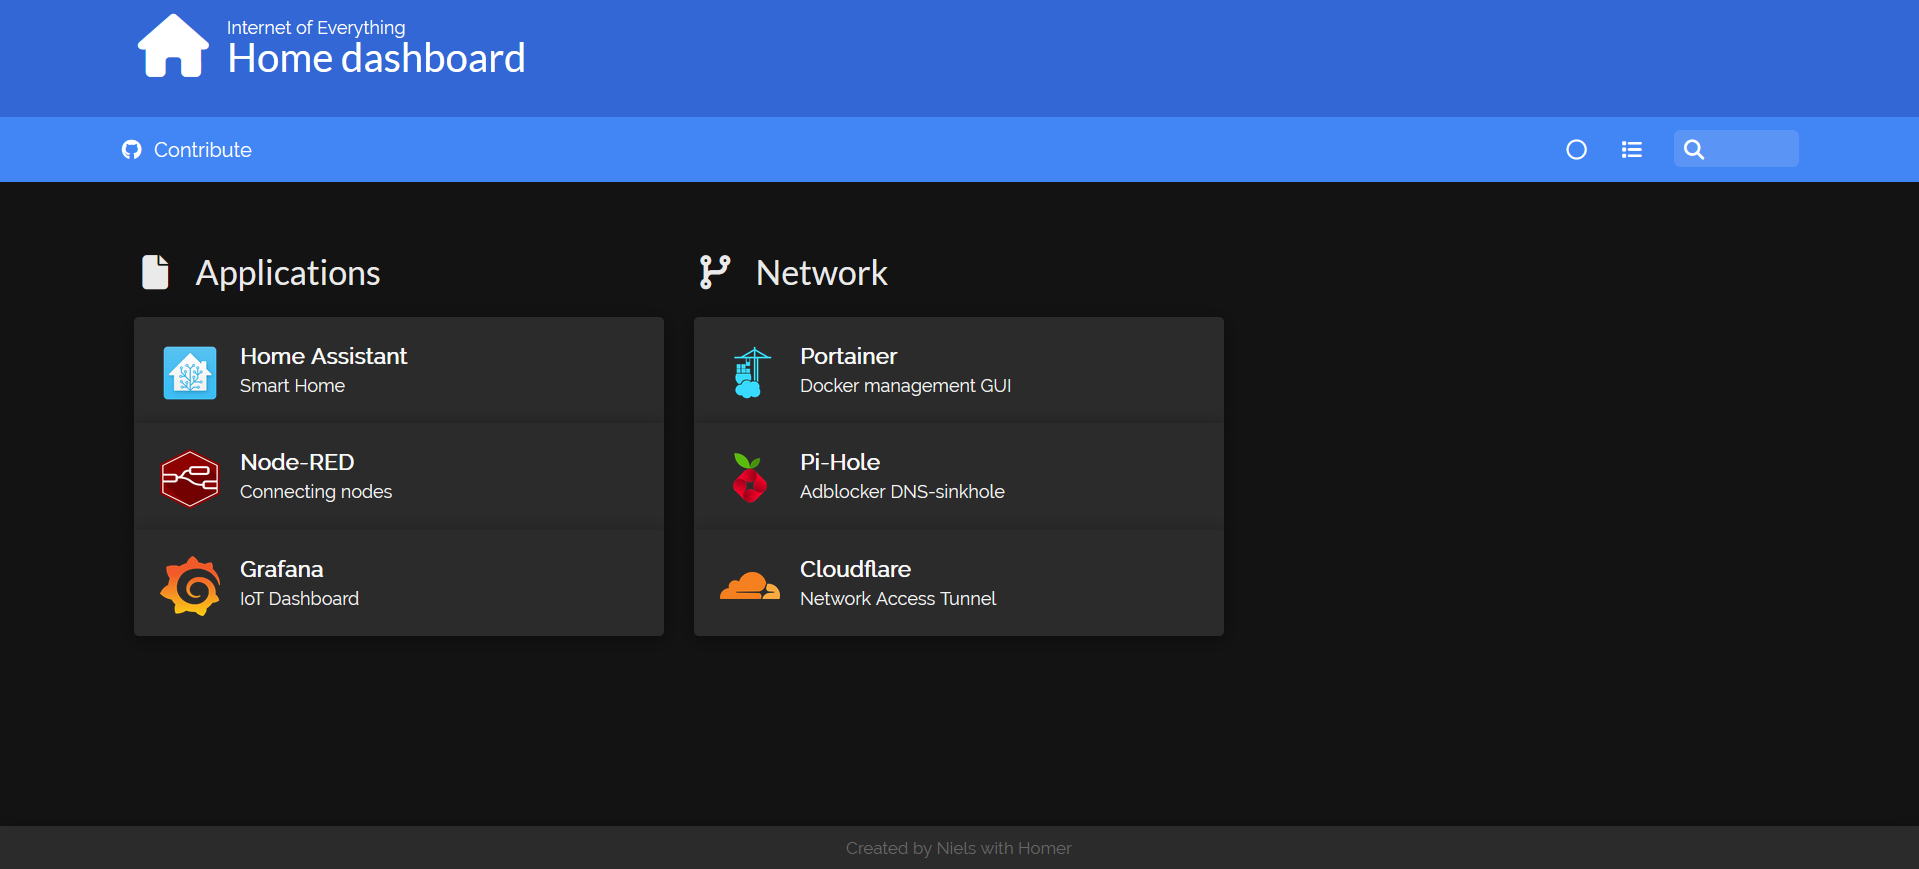 Internet of Everything
Home dashboard
Contribute
Applications
Home Assistant
Smart Home
Node-RED
Connecting nodes
Grafana
IoT Dashboard
Network
Portainer
Docker management GUI
Pi-Hole
Adblocker DNS-sinkhole
Cloudflare
Network Access Tunnel
Created by Niels with Homer